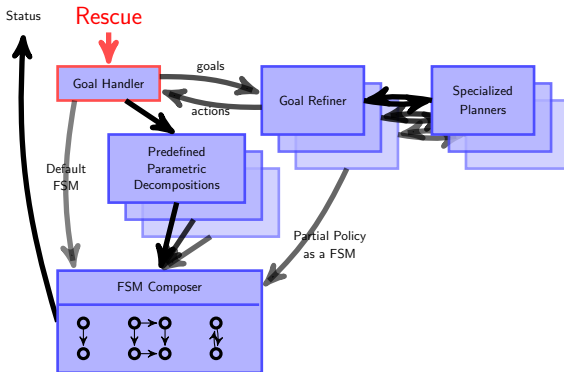 Status
Rescue
goals
Goal Handler
Goal Refiner
actions
Specialized
Planners
Predefined
Parametric
Decompositions
Default
FSM
Partial Policy
as a FSM
FSM Composer